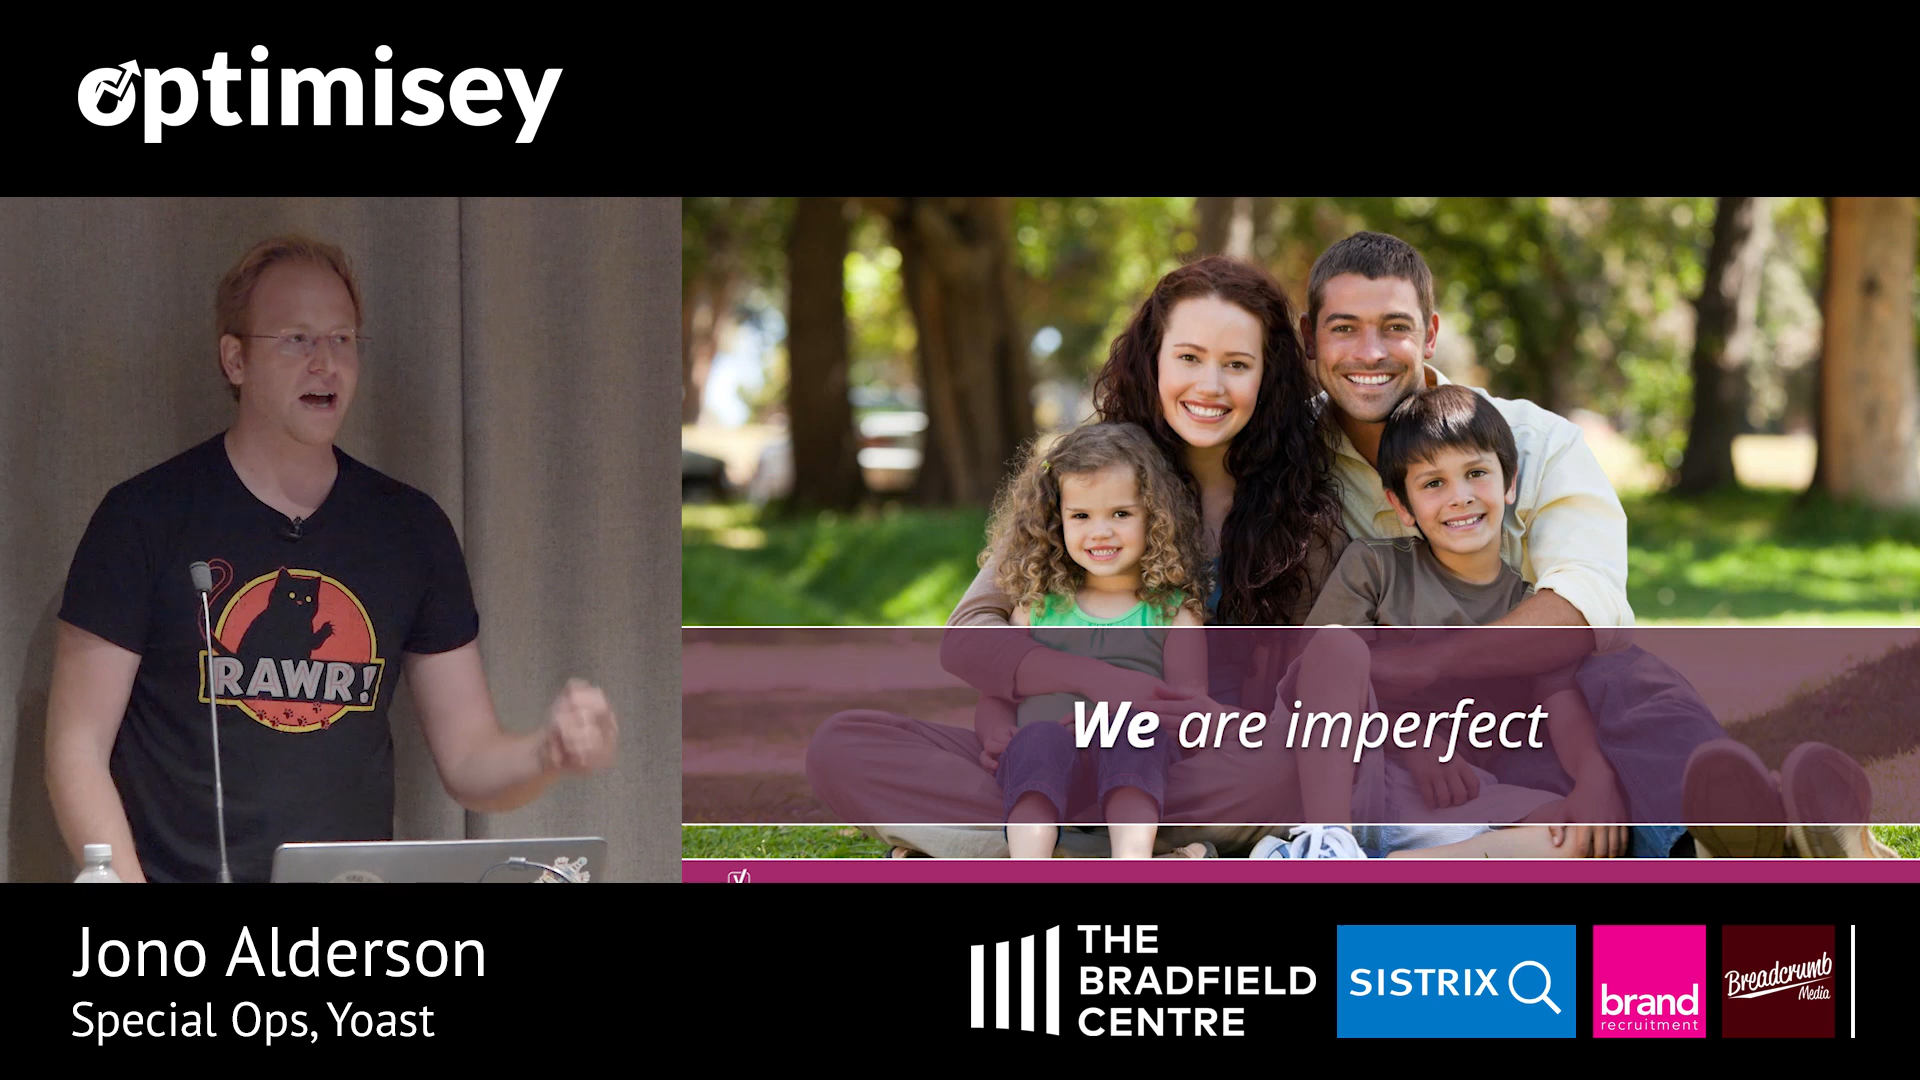 optimisey
RAWR!
We are imperfect
Jono Alderson
Special Ops, Yoast
THE
BRADFIELD
CENTRE
SISTRIX
brand
recruitment
Breadcrumb
Media